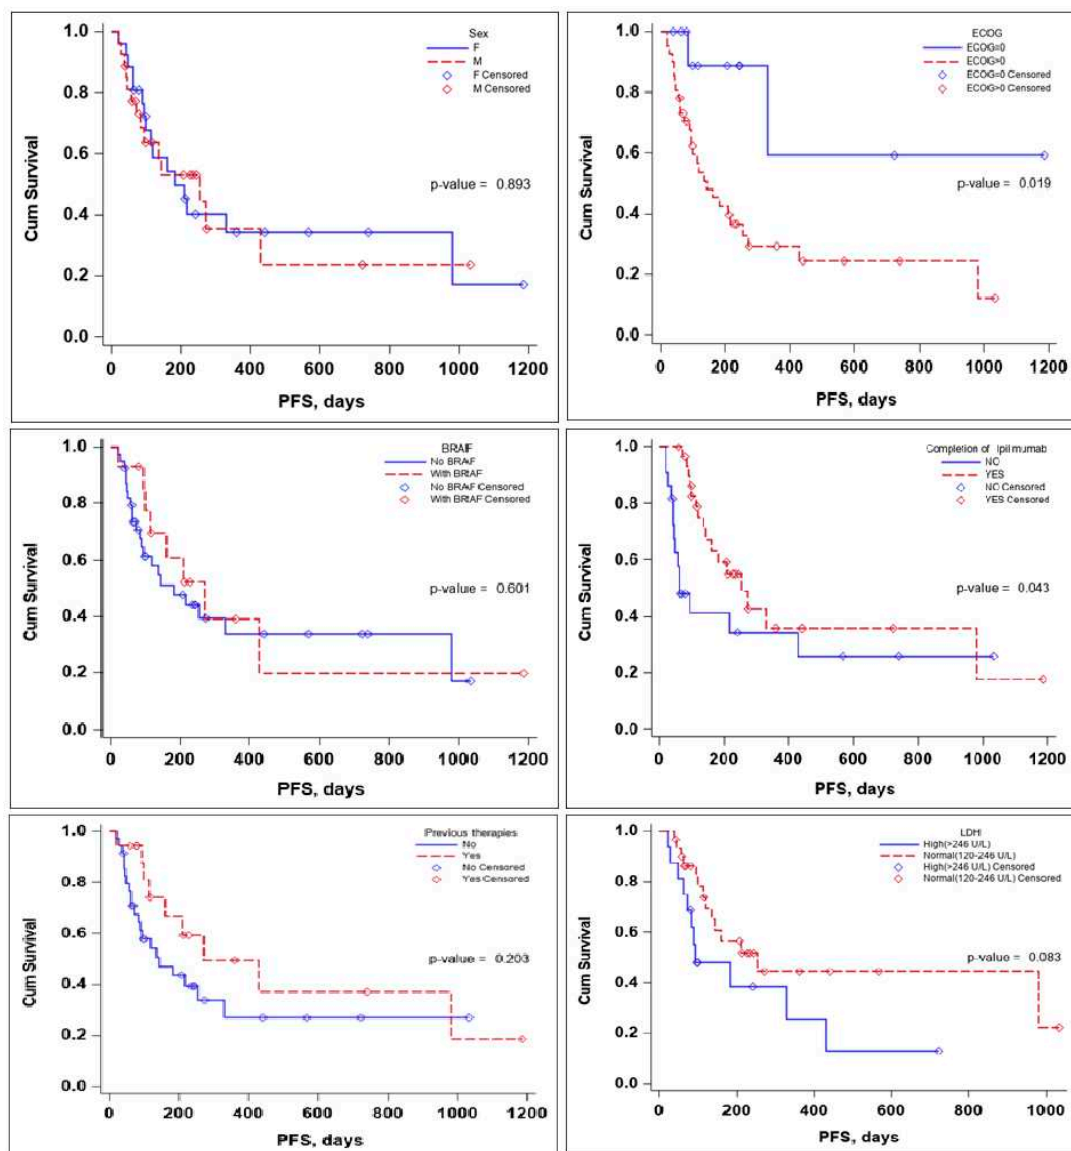 Sex
F
M
F Censored
M Censored
1.0
0.8
0.6
0.4
0.2
0.0
Cum Survival
p-value = 0.893
0 200 400 600 800 1000 1200
PFS, days
ECOG
ECOG=0
ECOG>0
ECOG=0 Censored
ECOG>0 Censored
1.0
0.8
0.6
0.4
0.2
0.0
Cum Survival
p-value = 0.019
0 200 400 600 800 1000 1200
PFS, days
BRAF
No BRAF
With BRAF
No BRAF Censored
With BRAF Censored
1.0
0.8
0.6
0.4
0.2
0.0
Cum Survival
p-value = 0.601
0 200 400 600 800 1000 1200
PFS, days
Completion of Ipilimumab
NO
YES
NO Censored
YES Censored
1.0
0.8
0.6
0.4
0.2
0.0
Cum Survival
p-value = 0.043
0 200 400 600 800 1000 1200
PFS, days
Previous therapies
No
Yes
No Censored
Yes Censored
1.0
0.8
0.6
0.4
0.2
0.0
Cum Survival
p-value = 0.203
0 200 400 600 800 1000 1200
PFS, days
LDH
High(>246 U/L)
Normal(120-246 U/L)
High(>246 U/L) Censored
Normal(120-246 U/L) Censored
1.0
0.8
0.6
0.4
0.2
0.0
Cum Survival
p-value = 0.083
0 200 400 600 800 1000
PFS, days